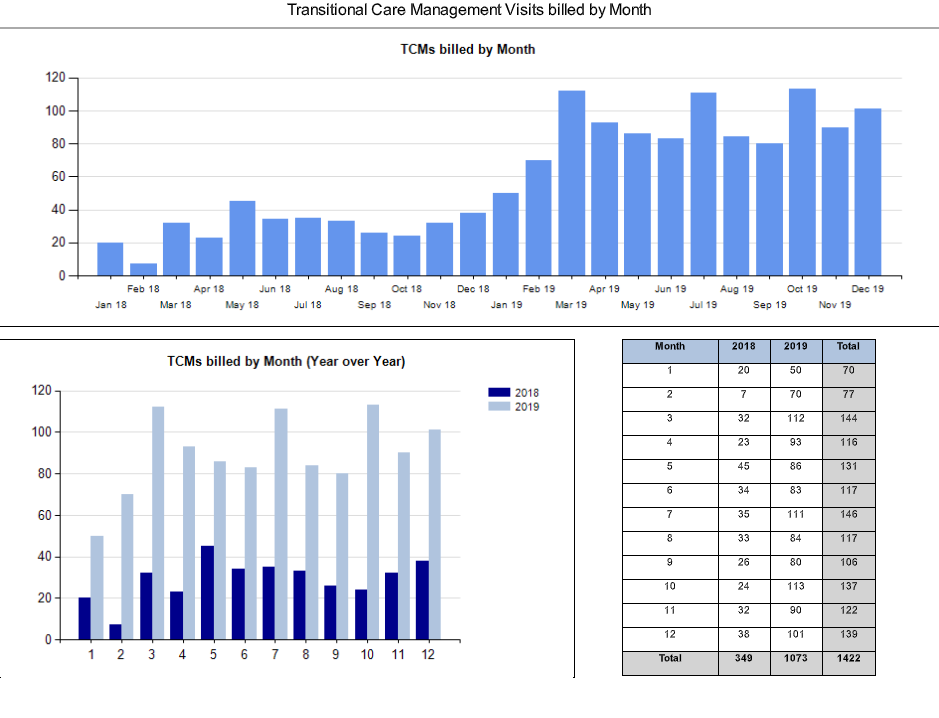 Transitional Care Management Visits billed by Month
TCMs billed by Month
120
100
80
60
40
20
0
Feb 18 Apr 18 Jun 18 Aug 18 Oct 18 Dec 18 Feb 19 Apr 19 Jun 19 Aug 19 Oct 19 Dec 19
Jan 18 Mar 18 May 18 Jul 18 Sep 18 Nov 18 Jan 19 Mar 19 May 19 Jul 19 Sep 19 Nov 19
TCMs billed by Month (Year over Year)
120
100
80
60
40
20
0
1 2 3 4 5 6 7 8 9 10 11 12
2018
2019
Month 2018 2019 Total
1 20 50 70
2 7 70 77
3 32 112 144
4 23 93 116
5 45 86 131
6 34 83 117
7 35 111 146
8 33 84 117
9 26 80 106
10 24 113 137
11 32 90 122
12 38 101 139
Total 349 1073 1422